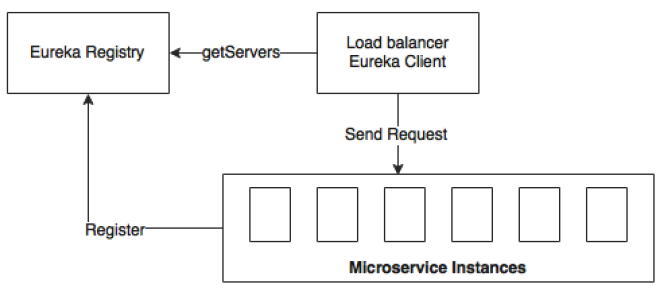 Eureka Registry
getServers
Load balancer
Eureka Client
Send Request
Register
Microservice Instances